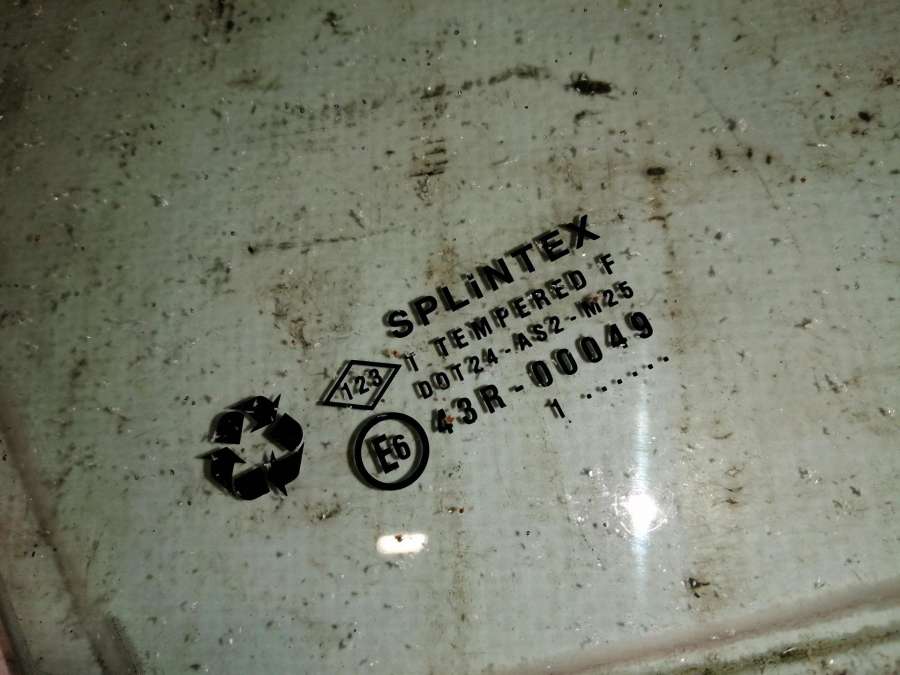 SPLiNTEX
T TEMPERED F
123
DOT24-AS2-M25
43R-00049
E6
1 ......